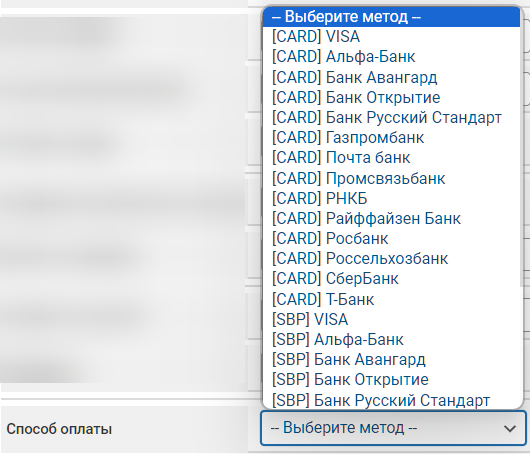 -- Выберите метод --
[CARD] VISA
[CARD] Альфа-Банк
[CARD] Банк Авангард
[CARD] Банк Открытие
[CARD] Банк Русский Стандарт
[CARD] Газпромбанк
[CARD] Почта банк
[CARD] Промсвязьбанк
[CARD] РНКБ
[CARD] Райффайзен Банк
[CARD] Росбанк
[CARD] Россельхозбанк
[CARD] СберБанк
[CARD] Т-Банк
[SBP] VISA
[SBP] Альфа-Банк
[SBP] Банк Авангард
[SBP] Банк Открытие
[SBP] Банк Русский Стандарт
Способ оплаты
-- Выберите метод --